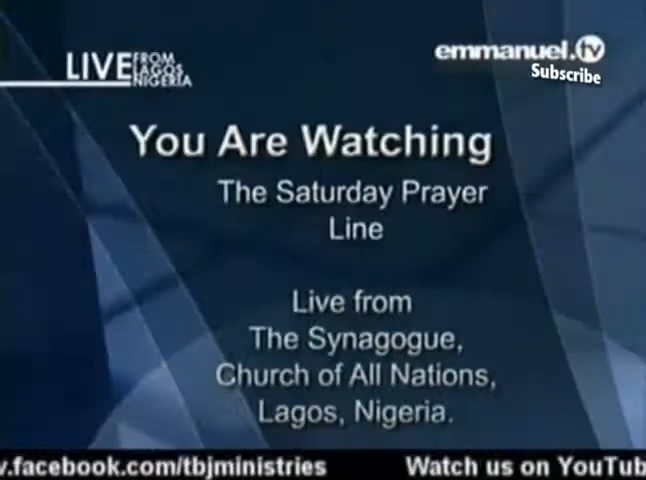 LIVE FROM
LAGOS
NIGERIA
emmanuel.tv
Subscribe
You Are Watching
The Saturday Prayer
Line
Live from
The Synagogue,
Church of All Nations,
Lagos, Nigeria.
.facebook.com/tbjministries Watch us on YouTub